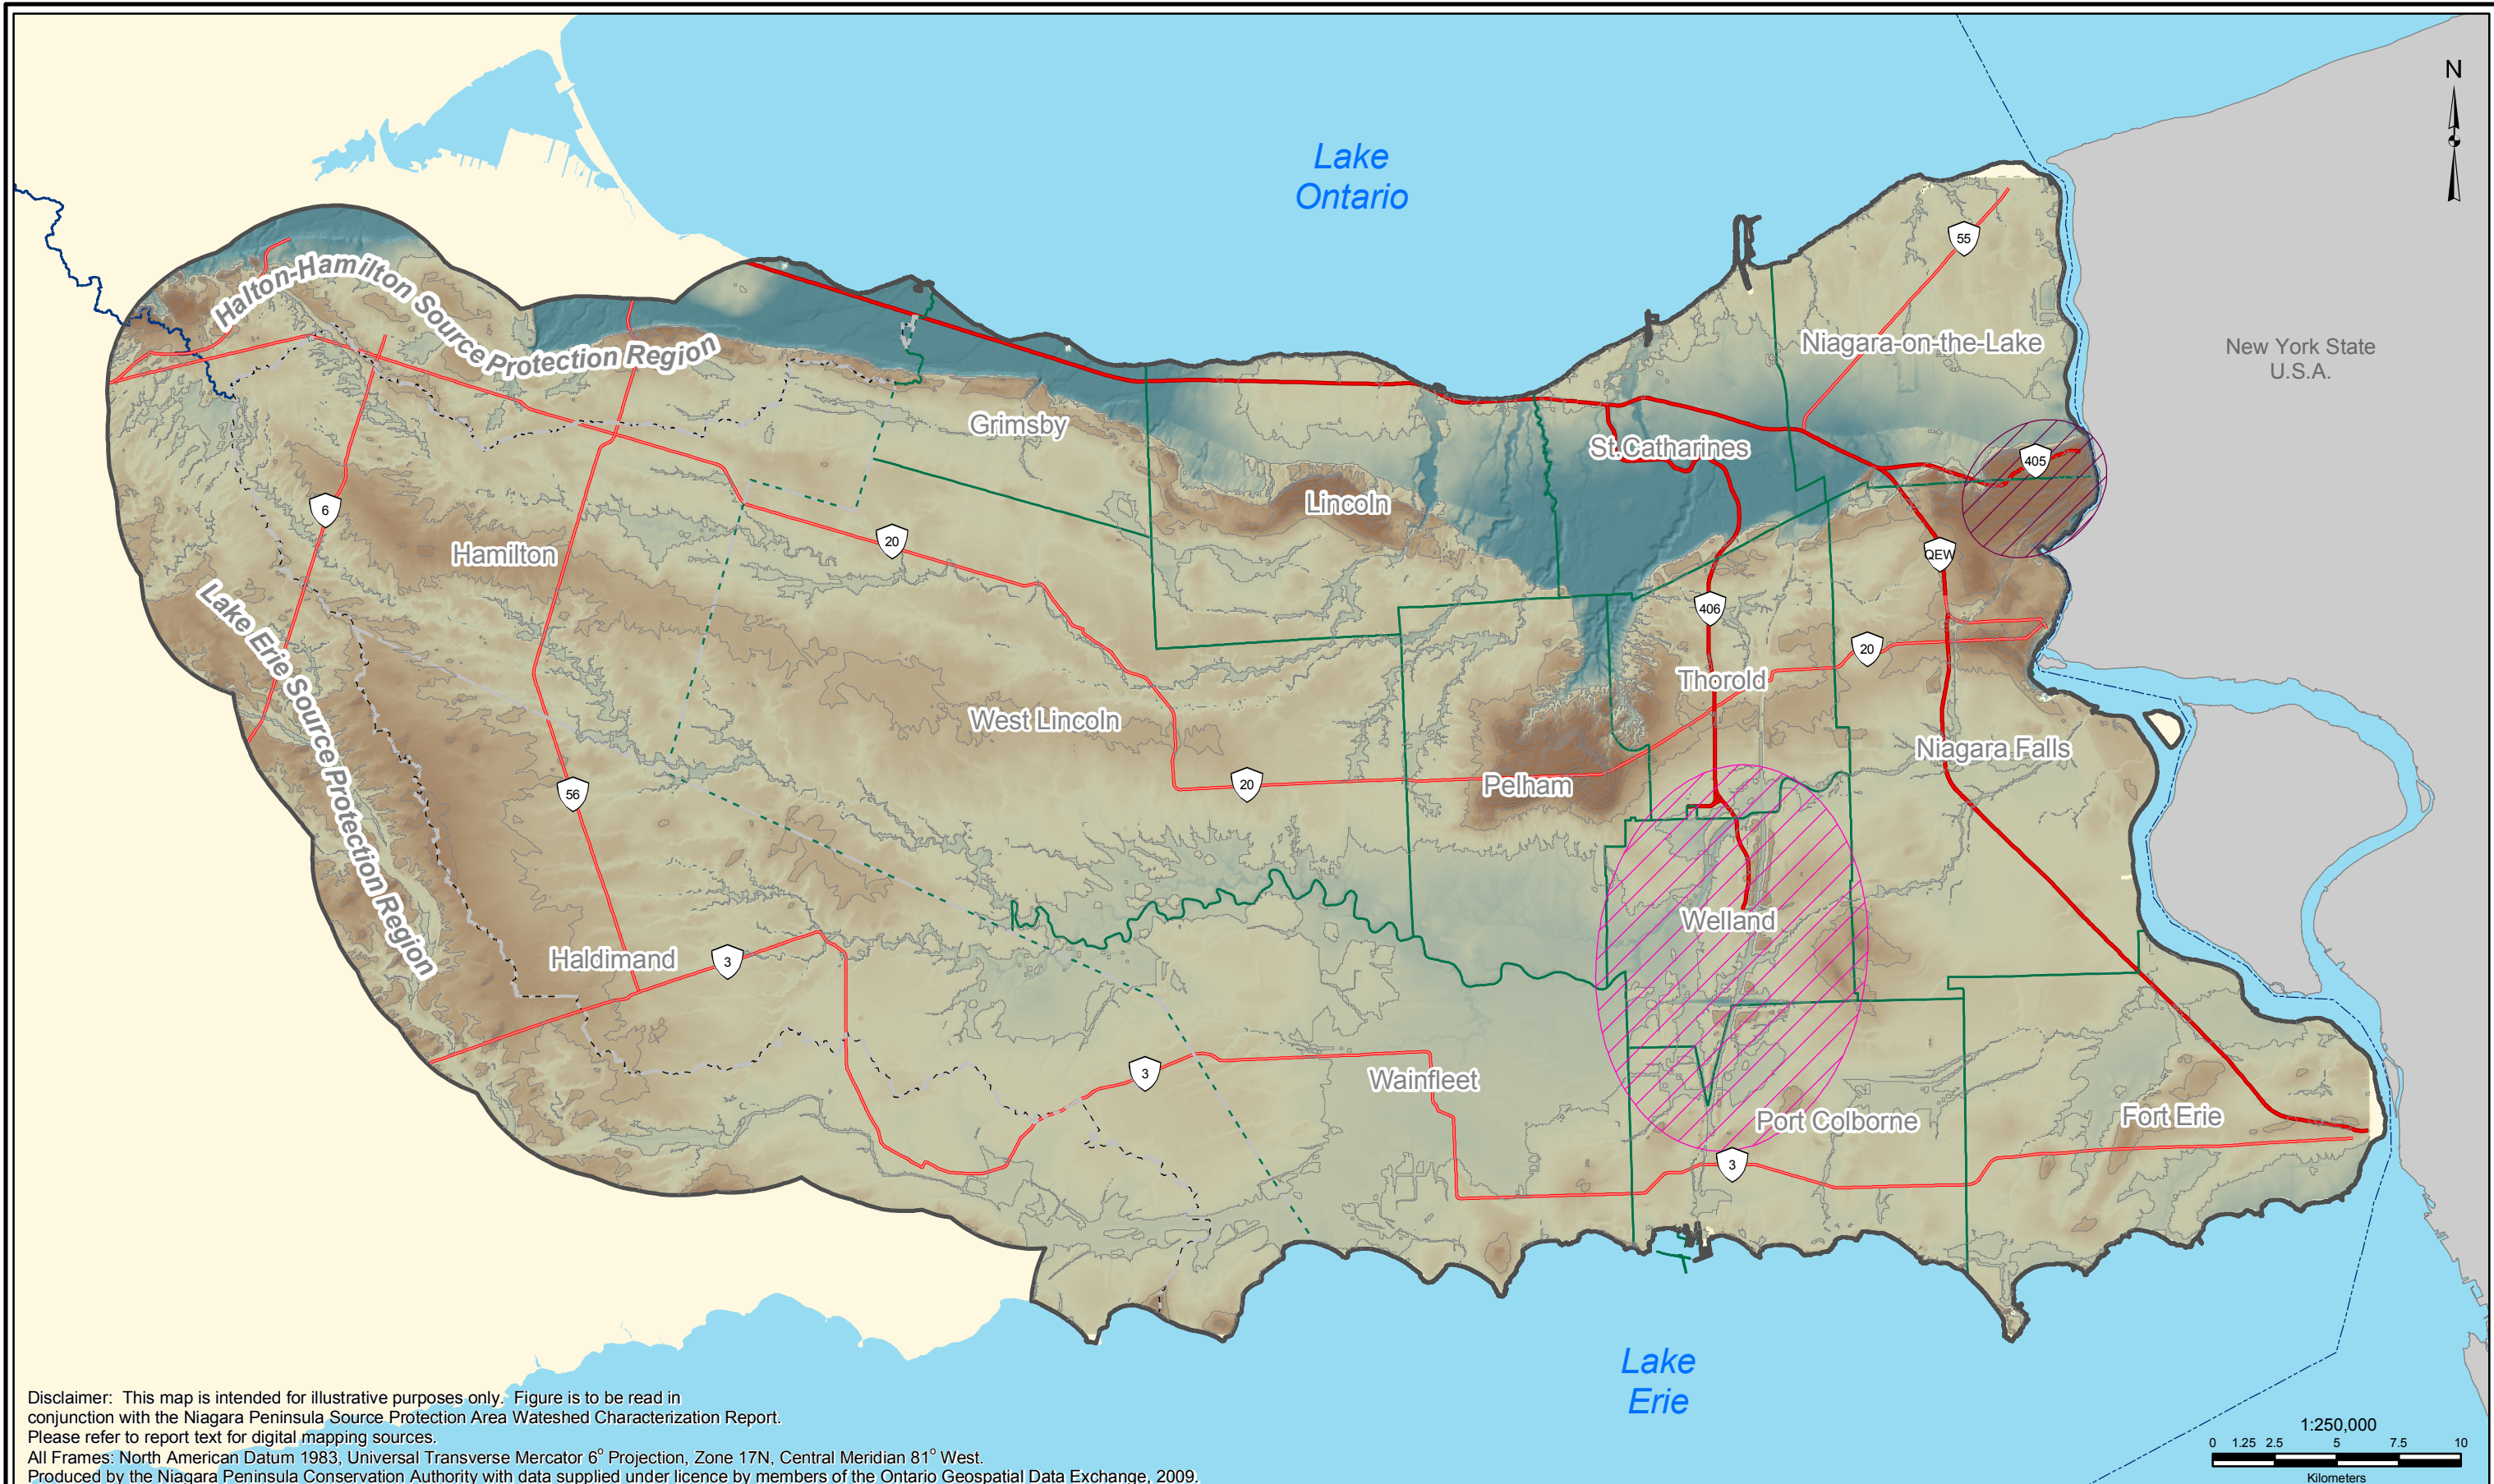 N
Lake
Ontario
55
Halton-Hamilton Source Protection Region
Niagara-on-the-Lake
New York State
U.S.A.
Grimsby
St.Catharines
405
Lincoln
6
20
Hamilton
QEW
406
Lake Erie Source Protection Region
20
Thorold
West Lincoln
Niagara Falls
20
Pelham
56
Welland
Haldimand
3
3
Wainfleet
Port Colborne
Fort Erie
3
Lake
Erie
Disclaimer: This map is intended for illustrative purposes only. Figure is to be read in
conjunction with the Niagara Peninsula Source Protection Area Wateshed Characterization Report.
Please refer to report text for digital mapping sources.
All Frames: North American Datum 1983, Universal Transverse Mercator 6° Projection, Zone 17N, Central Meridian 81° West.
Produced by the Niagara Peninsula Conservation Authority with data supplied under licence by members of the Ontario Geospatial Data Exchange, 2009.
1:250,000
0 1.25 2.5 5 7.5 10
Kilometers